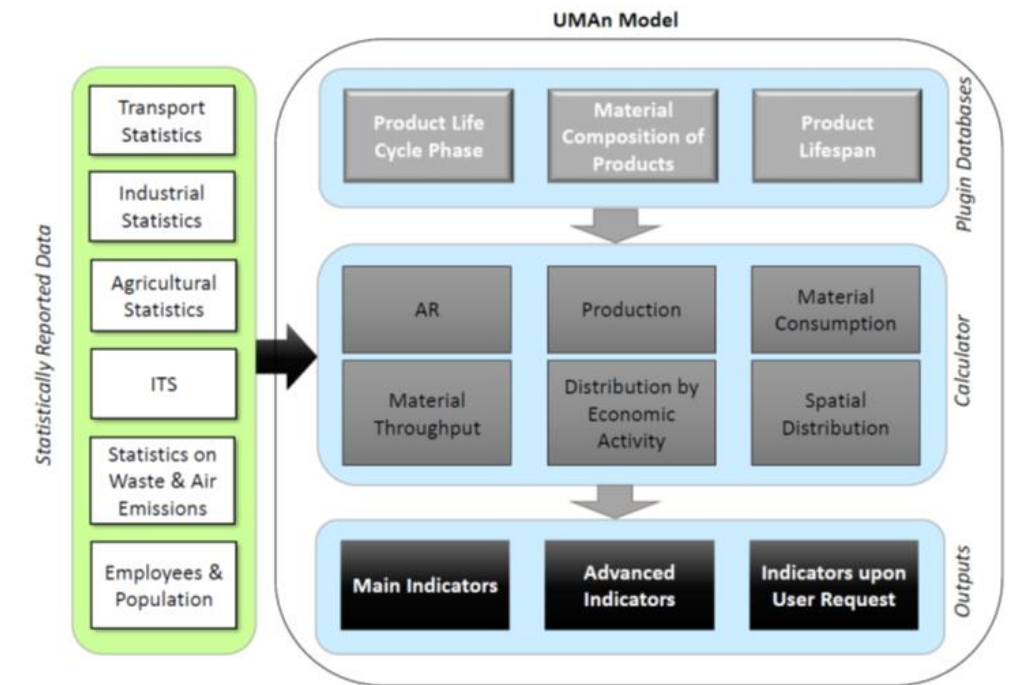 UMAn Model
Statistically Reported Data
Transport
Statistics
Industrial
Statistics
Agricultural
Statistics
ITS
Statistics on
Waste & Air
Emissions
Employees &
Population
Product Life
Cycle Phase
Material
Composition of
Products
Product
Lifespan
Plugin Databases
AR
Production
Material
Consumption
Material
Throughput
Distribution by
Economic
Activity
Spatial
Distribution
Calculator
Main Indicators
Advanced
Indicators
Indicators upon
User Request
Outputs